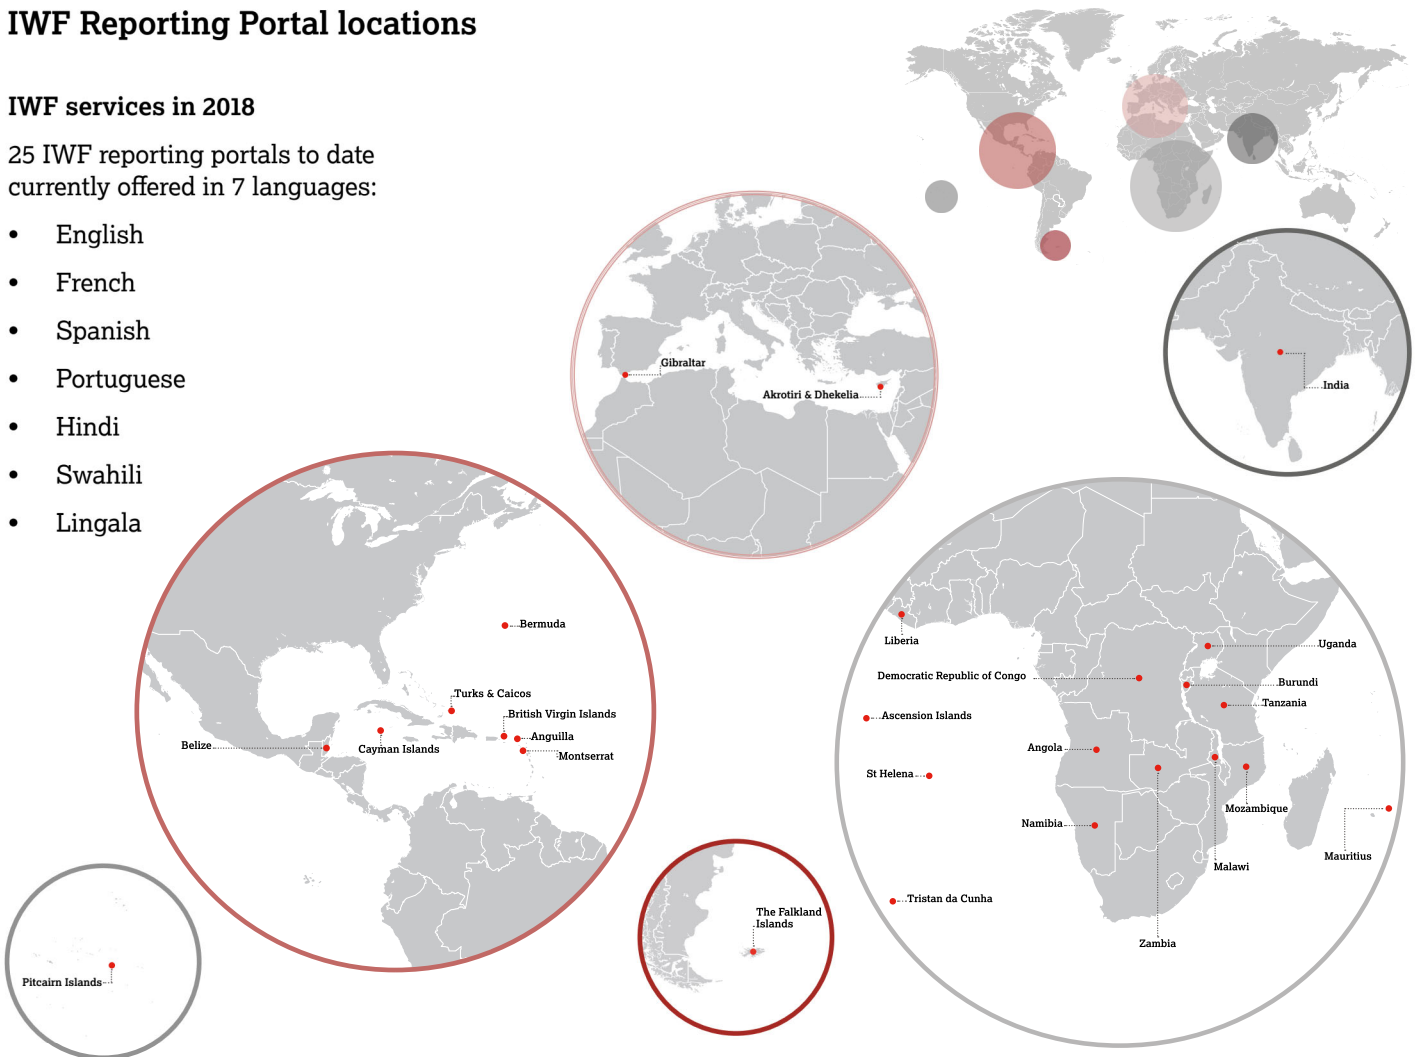 IWF Reporting Portal locations
IWF services in 2018
25 IWF reporting portals to date
currently offered in 7 languages:
• English
• French
• Spanish
• Portuguese
• Hindi
• Swahili
• Lingala
Gibraltar
Akrotiri & Dhekelia
India
Bermuda
Turks & Caicos
British Virgin Islands
Anguilla
Montserrat
Belize
Cayman Islands
Liberia
Uganda
Democratic Republic of Congo
Burundi
Tanzania
Ascension Islands
Angola
St Helena
Mozambique
Namibia
Mauritius
Malawi
Tristan da Cunha
Zambia
The Falkland
Islands
Pitcairn Islands